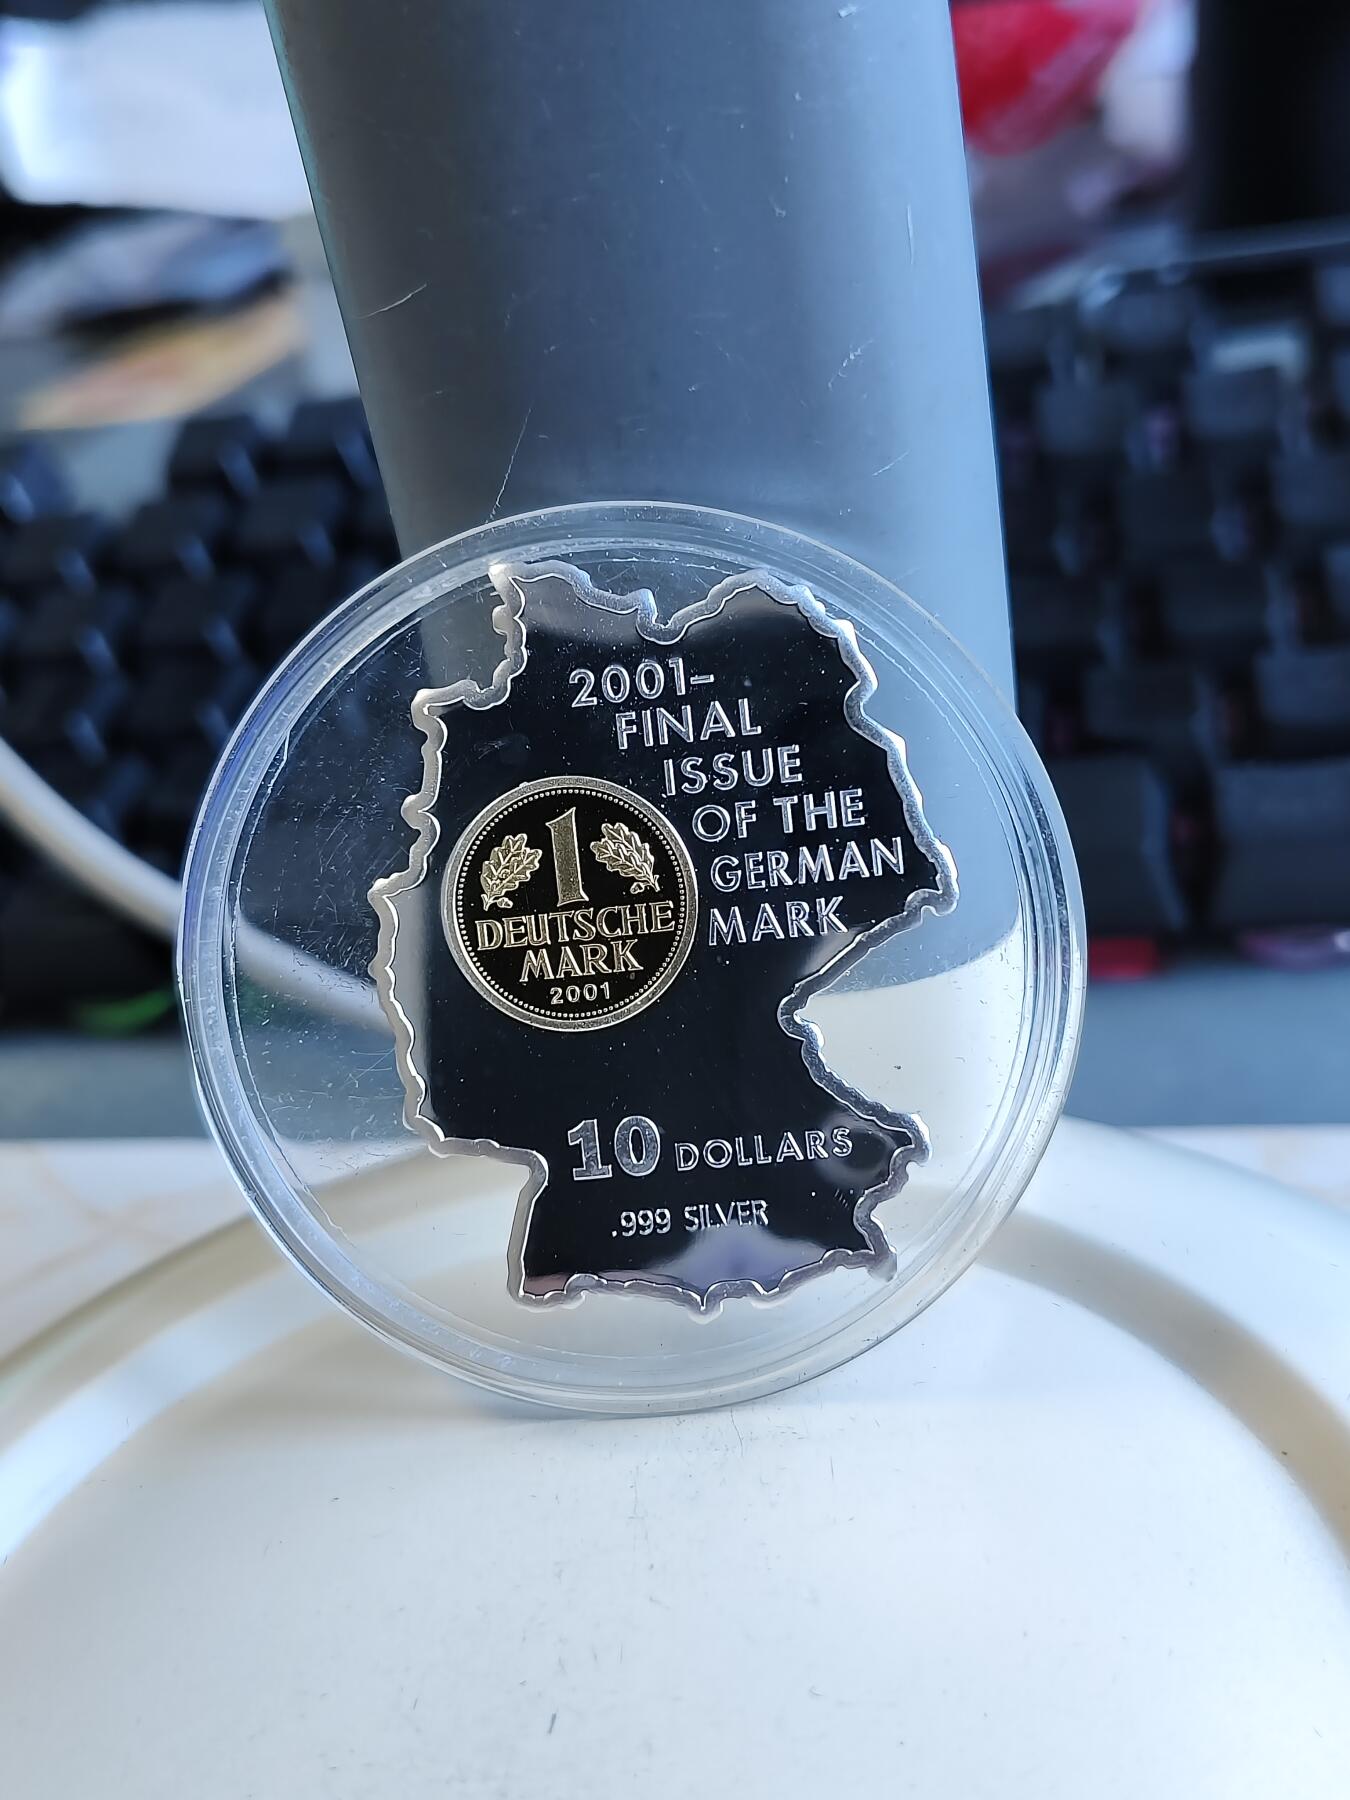 2001–
FINAL
ISSUE
OF THE
GERMAN
MARK
1
DEUTSCHE
MARK
2001
10 DOLLARS
.999 SILVER